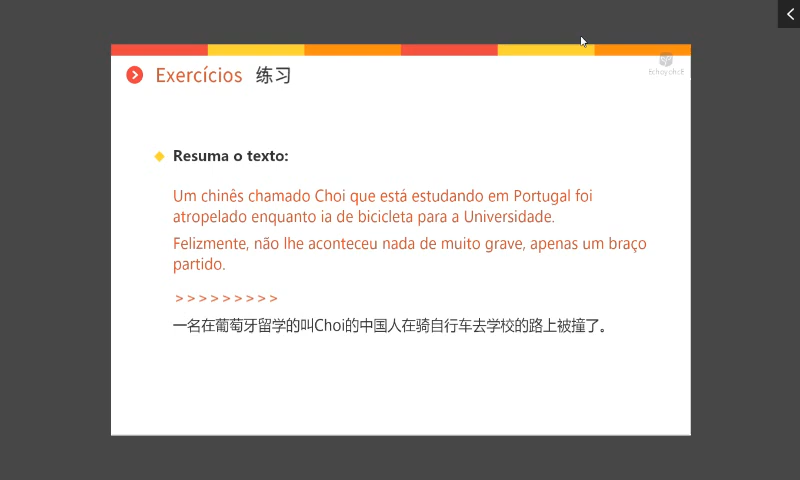 Exercícios 练习
Resuma o texto:
Um chinês chamado Choi que está estudando em Portugal foi
atropelado enquanto ia de bicicleta para a Universidade.
Felizmente, não lhe aconteceu nada de muito grave, apenas um braço
partido.
>>>>>>>>>
一名在葡萄牙留学的叫Choi的中国人在骑自行车去学校的路上被撞了。